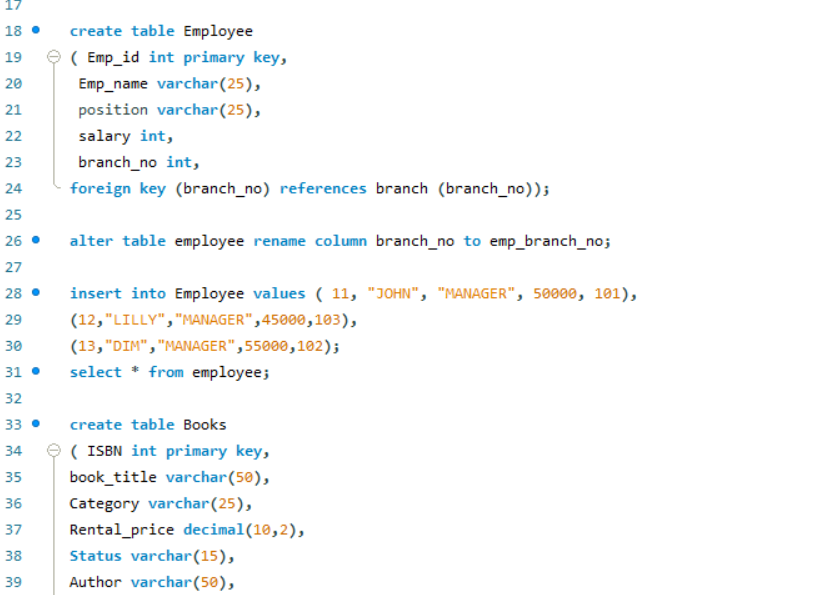 17
18 create table Employee
19 ( Emp_id int primary key,
20 Emp_name varchar(25),
21 position varchar(25),
22 salary int,
23 branch_no int,
24 foreign key (branch_no) references branch (branch_no));
25
26 alter table employee rename column branch_no to emp_branch_no;
27
28 insert into Employee values ( 11, "JOHN", "MANAGER", 50000, 101),
29 (12,"LILLY","MANAGER",45000,103),
30 (13,"DIM","MANAGER",55000,102);
31 select * from employee;
32
33 create table Books
34 ( ISBN int primary key,
35 book_title varchar(50),
36 Category varchar(25),
37 Rental_price decimal(10,2),
38 Status varchar(15),
39 Author varchar(50),